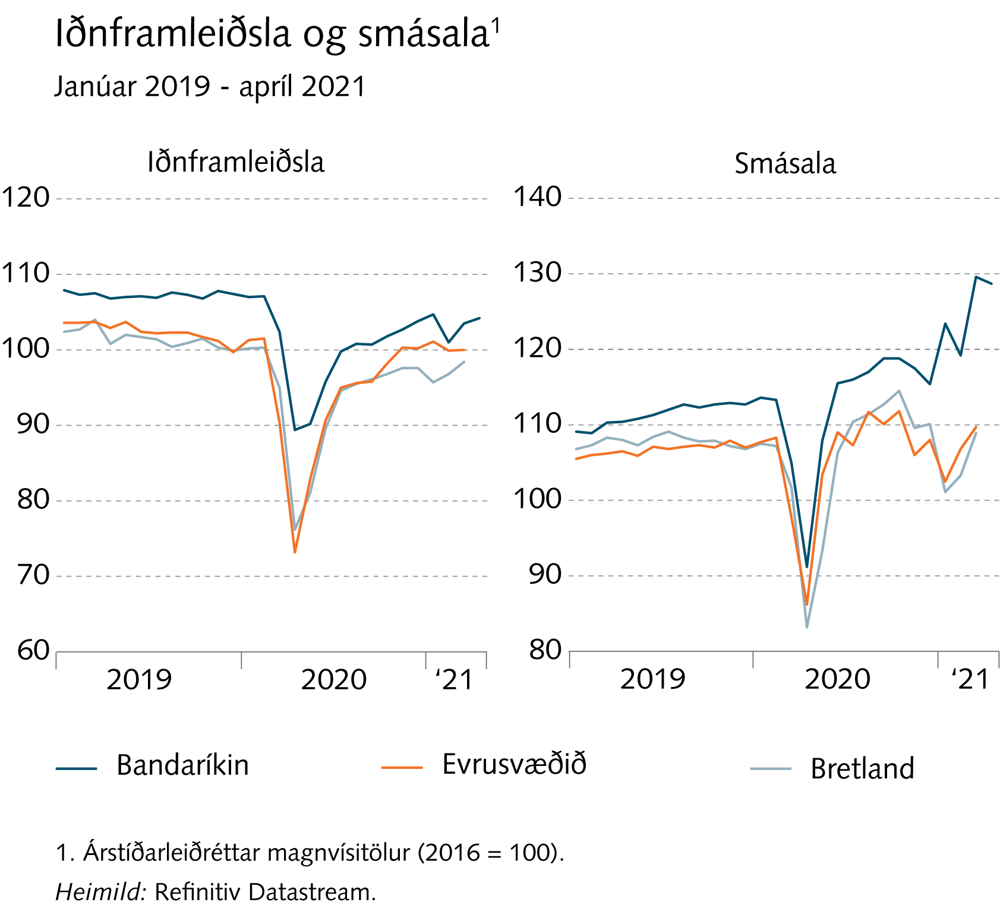 Iðnframleiðsla og smásala¹
Janúar 2019 - apríl 2021
Iðnframleiðsla
120
110
100
90
80
70
60
2019
2020
‘21
Smásala
140
130
120
110
100
90
80
2019
2020
‘21
Bandaríkin
Evrusvæðið
Bretland
1. Árstíðarleiðréttar magnvísitölur (2016 = 100).
Heimild: Refinitiv Datastream.